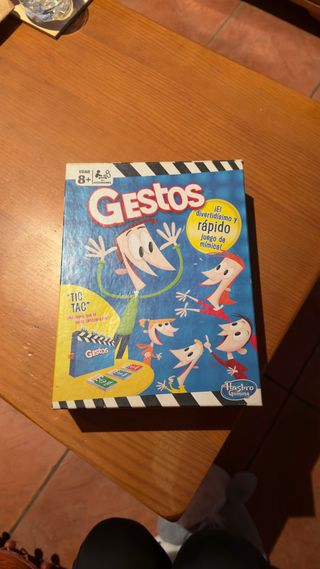 EDAD
8+
GESTOS
¡El
divertidísimo y
rápido
juego de
mímica!
"TIC
TAC"
Gestos
Hasbro
Gaming